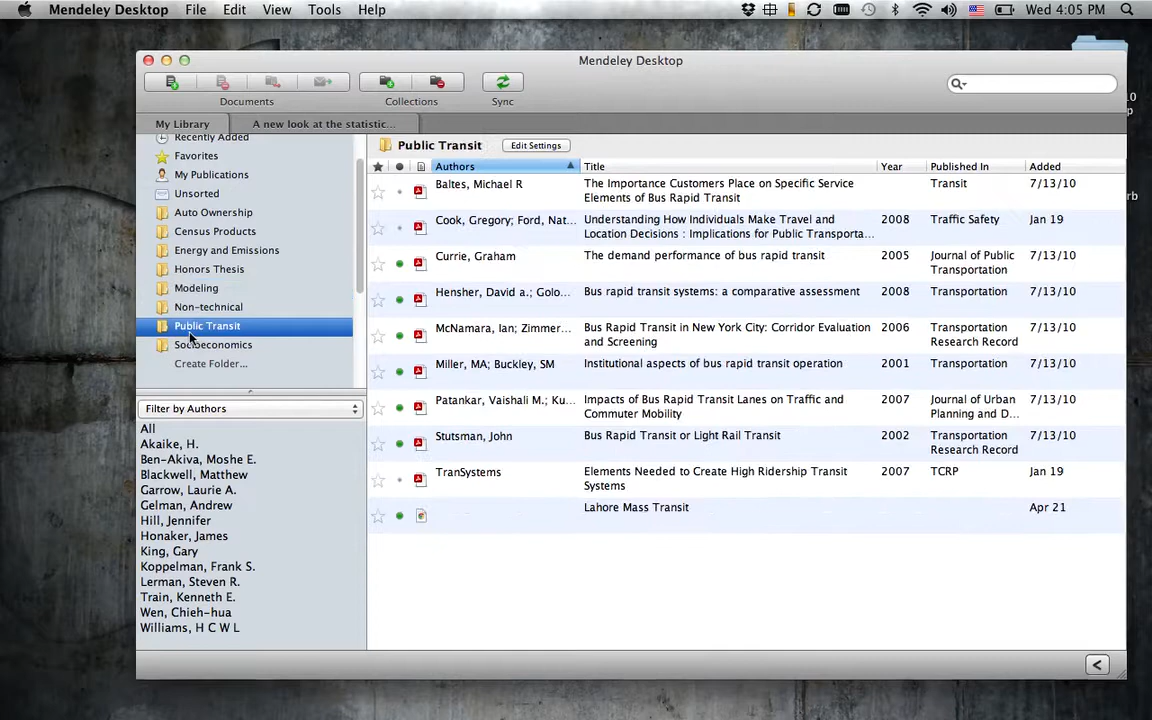 Mendeley Desktop File Edit View Tools Help Wed 4:05 PM
Mendeley Desktop
Documents Collections Sync
My Library A new look at the statistic...
Recently Added
Favorites
My Publications
Unsorted
Auto Ownership
Census Products
Energy and Emissions
Honors Thesis
Modeling
Non-technical
Public Transit
Socioeconomics
Create Folder...
Filter by Authors
All
Akaike, H.
Ben-Akiva, Moshe E.
Blackwell, Matthew
Garrow, Laurie A.
Gelman, Andrew
Hill, Jennifer
Honaker, James
King, Gary
Koppelman, Frank S.
Lerman, Steven R.
Train, Kenneth E.
Wen, Chieh-hua
Williams, H C W L
Public Transit Edit Settings
Authors Title Year Published In Added
Baltes, Michael R The Importance Customers Place on Specific Service Transit 7/13/10
Elements of Bus Rapid Transit
Cook, Gregory; Ford, Nat... Understanding How Individuals Make Travel and 2008 Traffic Safety Jan 19
Location Decisions : Implications for Public Transporta...
Currie, Graham The demand performance of bus rapid transit 2005 Journal of Public 7/13/10
Transportation
Hensher, David a.; Golo... Bus rapid transit systems: a comparative assessment 2008 Transportation 7/13/10
McNamara, Ian; Zimmer... Bus Rapid Transit in New York City: Corridor Evaluation 2006 Transportation 7/13/10
and Screening Research Record
Miller, MA; Buckley, SM Institutional aspects of bus rapid transit operation 2001 Transportation 7/13/10
Patankar, Vaishali M.; Ku... Impacts of Bus Rapid Transit Lanes on Traffic and 2007 Journal of Urban 7/13/10
Commuter Mobility Planning and D...
Stutsman, John Bus Rapid Transit or Light Rail Transit 2002 Transportation 7/13/10
Research Record
TranSystems Elements Needed to Create High Ridership Transit 2007 TCRP Jan 19
Systems
Lahore Mass Transit Apr 21